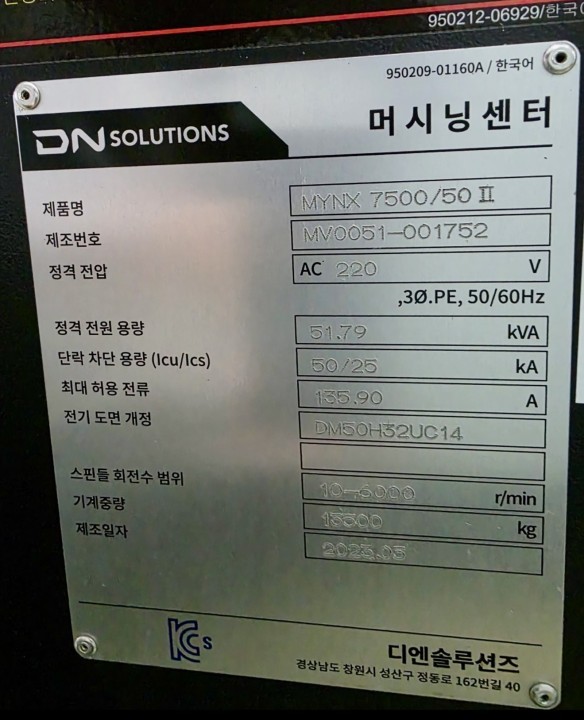 950212-06929/한국어
950209-01160A / 한국어
DN SOLUTIONS
머시닝센터
제품명 MYNX 7500/50 II
제조번호 MV0051-001752
정격 전압 AC 220 V
,3Ø.PE, 50/60Hz
정격 전원 용량 51.79 kVA
단락 차단 용량 (Icu/Ics) 50/25 kA
최대 허용 전류 135.90 A
전기 도면 개정 DM50H32UC14
스핀들 회전수 범위 10-6000 r/min
기계중량 kg
제조일자 2025.03
KCs
디엔솔루션즈
경상남도 창원시 성산구 정동로 162번길 40